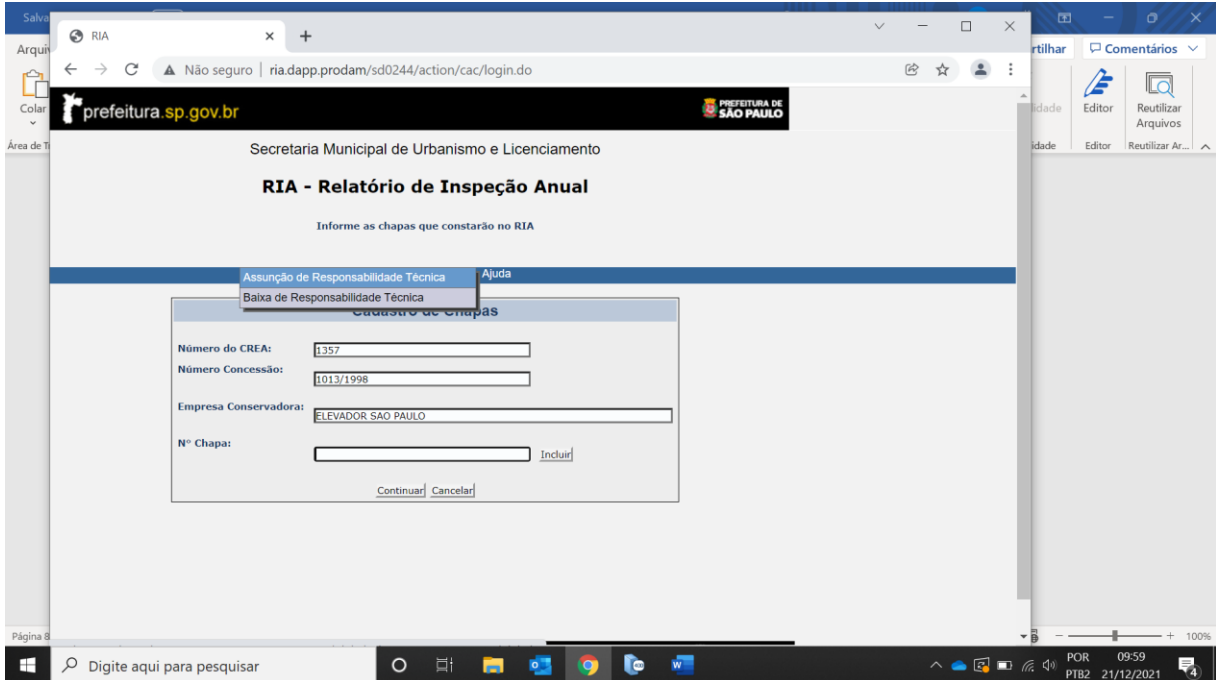 Salva
RIA
Arquiv
rtilhar
Comentários
Não seguro
ria.dapp.prodam/sd0244/action/cac/login.do
Colar
prefeitura.sp.gov.br
PREFEITURA DE
SÃO PAULO
idade
Editor
Reutilizar
Arquivos
Área de T
idade
Editor
Reutilizar Ar...
Secretaria Municipal de Urbanismo e Licenciamento
RIA - Relatório de Inspeção Anual
Informe as chapas que constarão no RIA
Assunção de Responsabilidade Técnica
Ajuda
Baixa de Responsabilidade Técnica
Cadastro de Chapas
Número do CREA:
1357
Número Concessão:
1013/1998
Empresa Conservadora:
ELEVADOR SAO PAULO
Nº Chapa:
Incluir
Continuar Cancelar
Página 8
100%
Digite aqui para pesquisar
POR
PTB2
09:59
21/12/2021
4